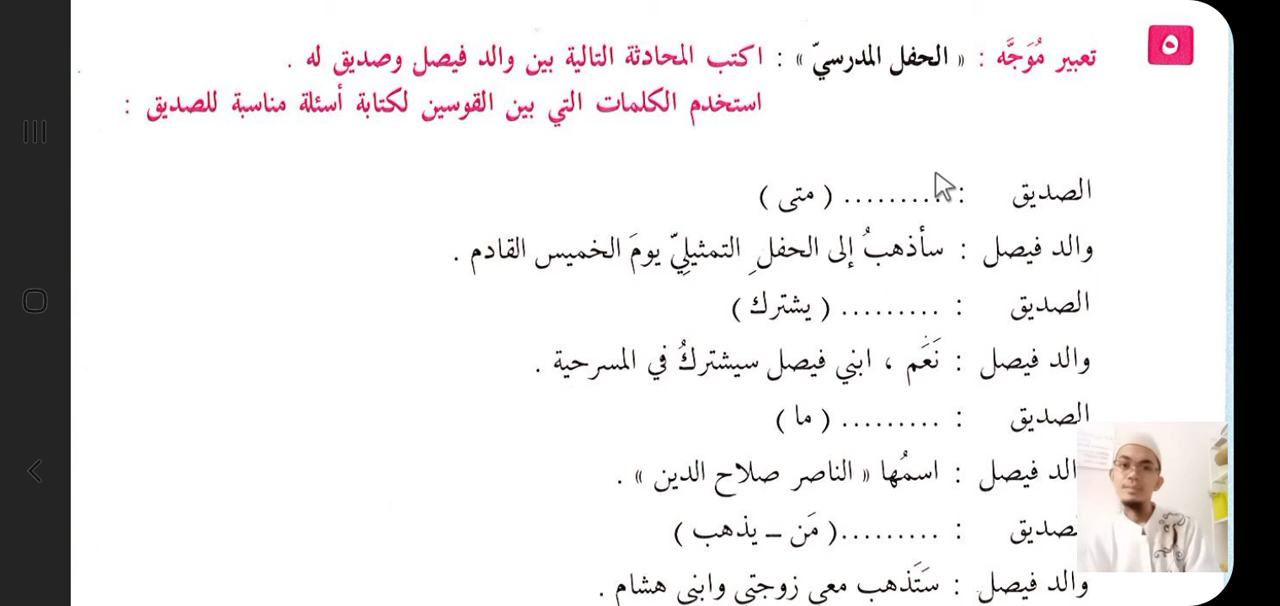 ٥
تعبير مُوَجَّه : « الحفل المدرسيّ » : اكتب المحادثة التالية بين والد فيصل وصديق له .
استخدم الكلمات التي بين القوسين لكتابة أسئلة مناسبة للصديق :
الصديق : .......... ( متى )
والد فيصل : سأذهبُ إلى الحفلِ التمثيليّ يومَ الخميس القادم .
الصديق : ......... ( يشترك )
والد فيصل : نَعَم ، ابني فيصل سيشتركُ في المسرحية .
الصديق : ......... ( ما )
الد فيصل : اسمُها « الناصر صلاح الدين » .
صديق : .........( مَن – يذهب )
والد فيصل : سَتَذهب معي زوجتي وابني هشام .